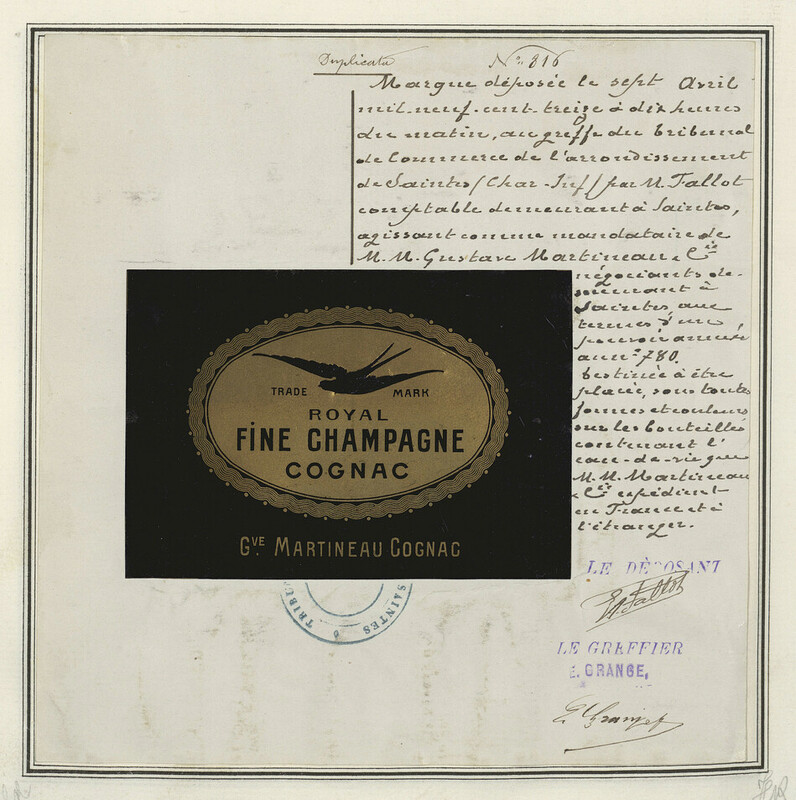 Duplicata
N° 816
Marque déposée le sept Avril
mil-neuf-cent-treize à dix heures
du matin, au greffe du Tribunal
de Commerce de l'arrondissement
de Saintes (Char-Inf) par M. Fallot
comptable demeurant à Saintes,
agissant comme mandataire de
M.M. Gustave Martineau & Cie
négociants de-
meurant à
Saintes aux
termes d'un
pouvoir annexé
au n° 780.
Destinée à être
placée, sous toutes
formes et couleurs
sur les bouteilles
contenant l'
eau-de-vie que
M.M. Martineau
& Cie expédient
en France et à
l'étranger.
TRADE MARK
ROYAL
FINE CHAMPAGNE
COGNAC
GVE. MARTINEAU COGNAC
SAINTES
LE DÉPOSANT
Fallot
LE GREFFIER
E. GRANGE,